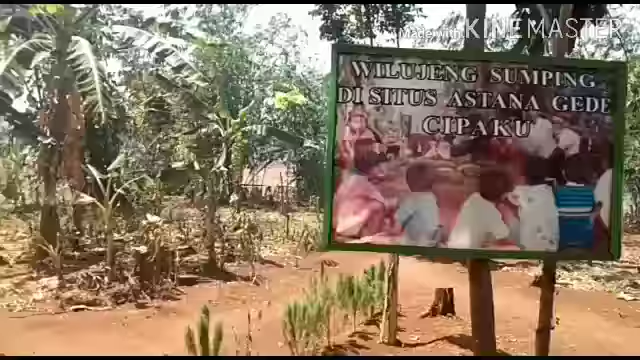 Made with KINEMASTER
WILUJENG SUMPING
DI SITUS ASTANA GEDE
CIPAKU